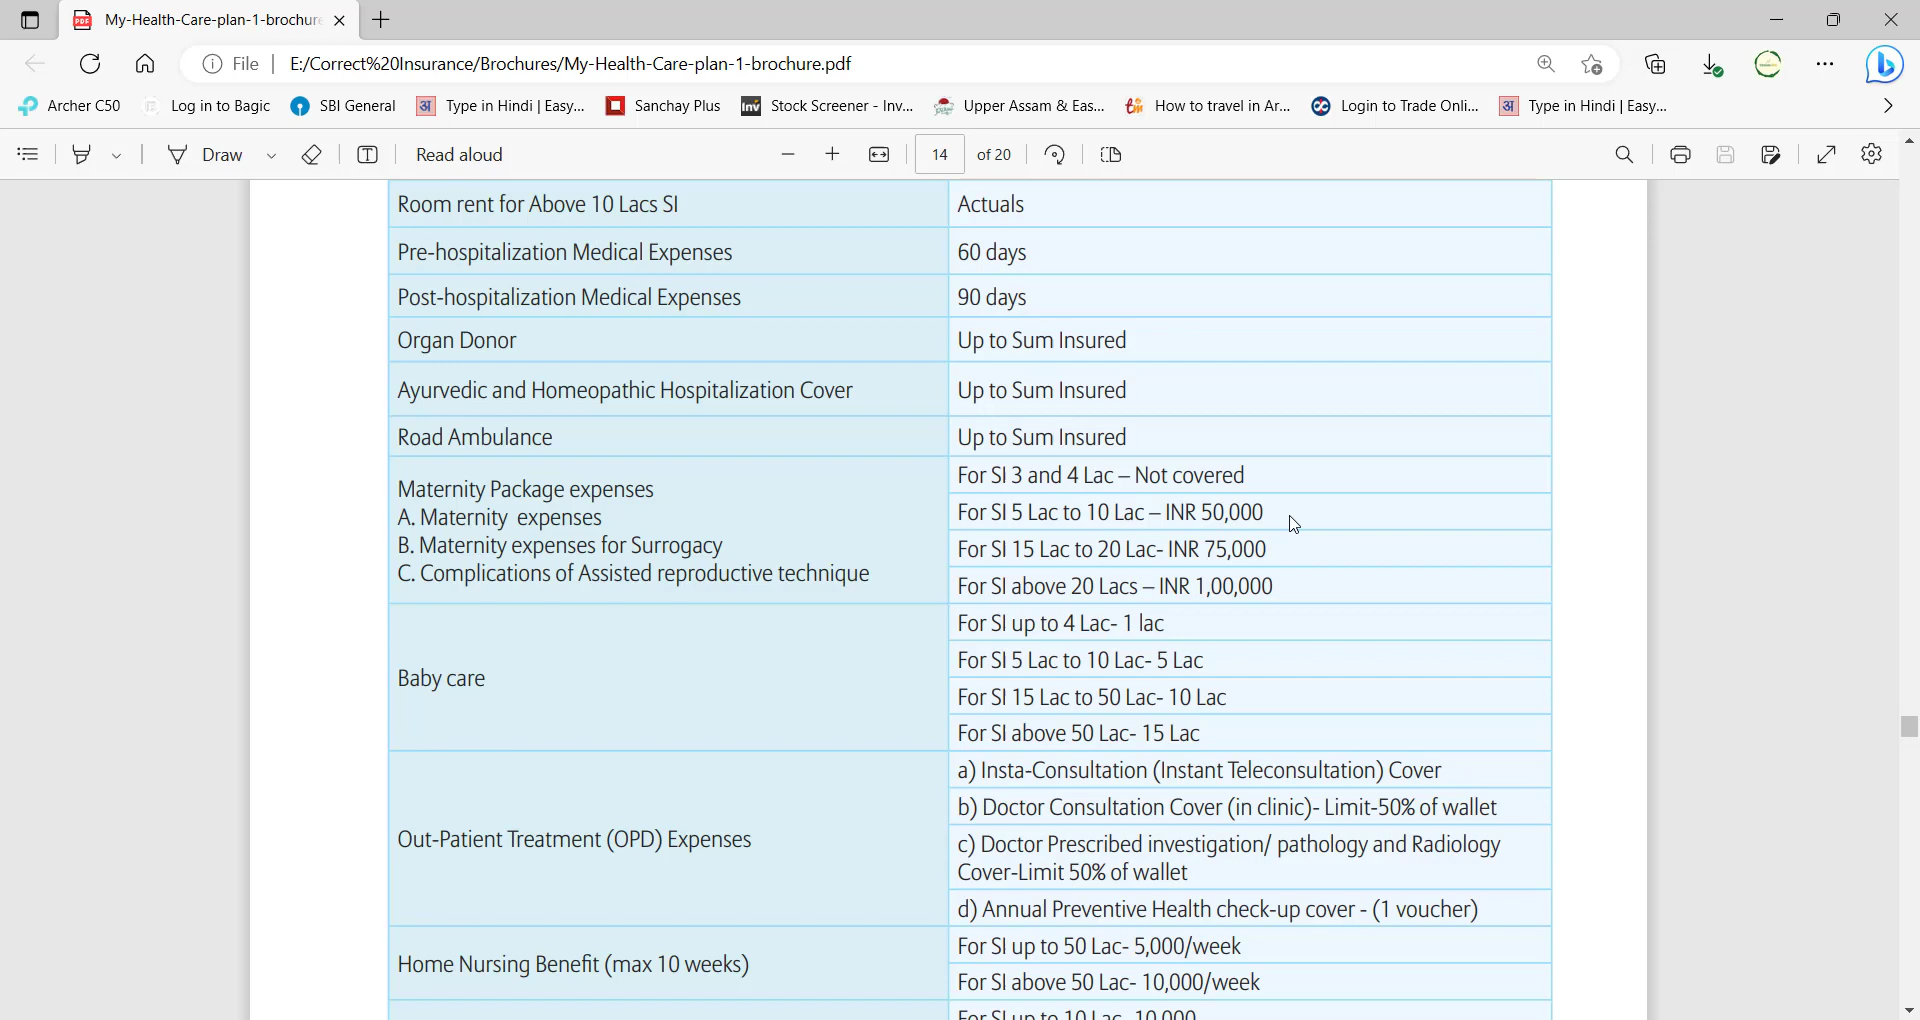 My-Health-Care-plan-1-brochure
File
E:/Correct%20Insurance/Brochures/My-Health-Care-plan-1-brochure.pdf
Archer C50
Log in to Bagic
SBI General
अ Type in Hindi | Easy...
Sanchay Plus
Inv Stock Screener - Inv...
Upper Assam & Eas...
tm How to travel in Ar...
Login to Trade Onli...
अ Type in Hindi | Easy...
Draw
Read aloud
14 of 20
Room rent for Above 10 Lacs SI
Actuals
Pre-hospitalization Medical Expenses
60 days
Post-hospitalization Medical Expenses
90 days
Organ Donor
Up to Sum Insured
Ayurvedic and Homeopathic Hospitalization Cover
Up to Sum Insured
Road Ambulance
Up to Sum Insured
Maternity Package expenses
A. Maternity expenses
B. Maternity expenses for Surrogacy
C. Complications of Assisted reproductive technique
For SI 3 and 4 Lac – Not covered
For SI 5 Lac to 10 Lac – INR 50,000
For SI 15 Lac to 20 Lac- INR 75,000
For SI above 20 Lacs – INR 1,00,000
Baby care
For SI up to 4 Lac- 1 lac
For SI 5 Lac to 10 Lac- 5 Lac
For SI 15 Lac to 50 Lac- 10 Lac
For SI above 50 Lac- 15 Lac
Out-Patient Treatment (OPD) Expenses
a) Insta-Consultation (Instant Teleconsultation) Cover
b) Doctor Consultation Cover (in clinic)- Limit-50% of wallet
c) Doctor Prescribed investigation/ pathology and Radiology
Cover-Limit 50% of wallet
d) Annual Preventive Health check-up cover - (1 voucher)
Home Nursing Benefit (max 10 weeks)
For SI up to 50 Lac- 5,000/week
For SI above 50 Lac- 10,000/week
For SI up to 10 Lac- 10,000